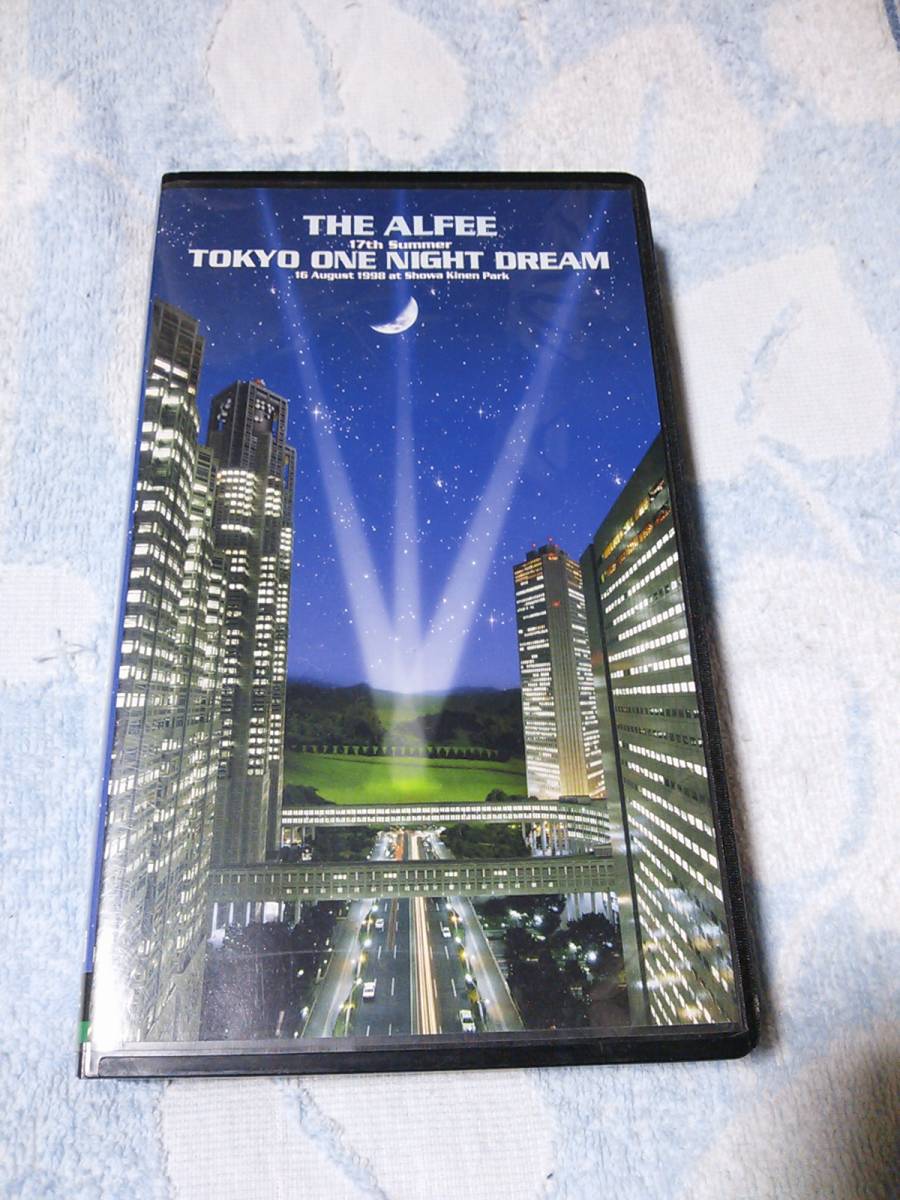 THE ALFEE
17th Summer
TOKYO ONE NIGHT DREAM
16 August 1998 at Showa Kinen Park